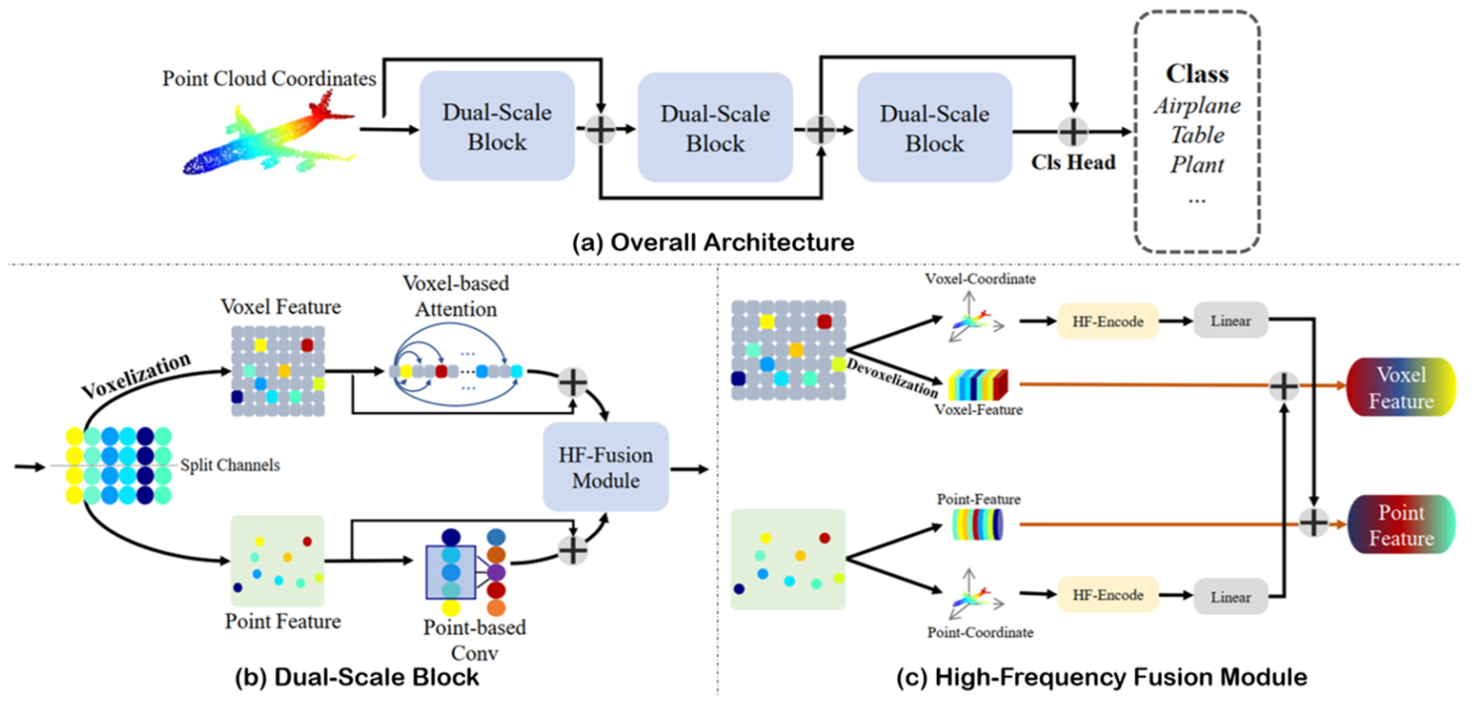 Point Cloud Coordinates
Dual-Scale
Block
Dual-Scale
Block
Dual-Scale
Block
Cls Head
Class
Airplane
Table
Plant
...
(a) Overall Architecture
Voxelization
Split Channels
Voxel Feature
Voxel-based
Attention
...
...
...
HF-Fusion
Module
Point Feature
Point-based
Conv
(b) Dual-Scale Block
Devoxelization
Voxel-Coordinate
HF-Encode
Linear
Voxel-Feature
Voxel
Feature
Point-Feature
Point
Feature
Point-Coordinate
HF-Encode
Linear
(c) High-Frequency Fusion Module